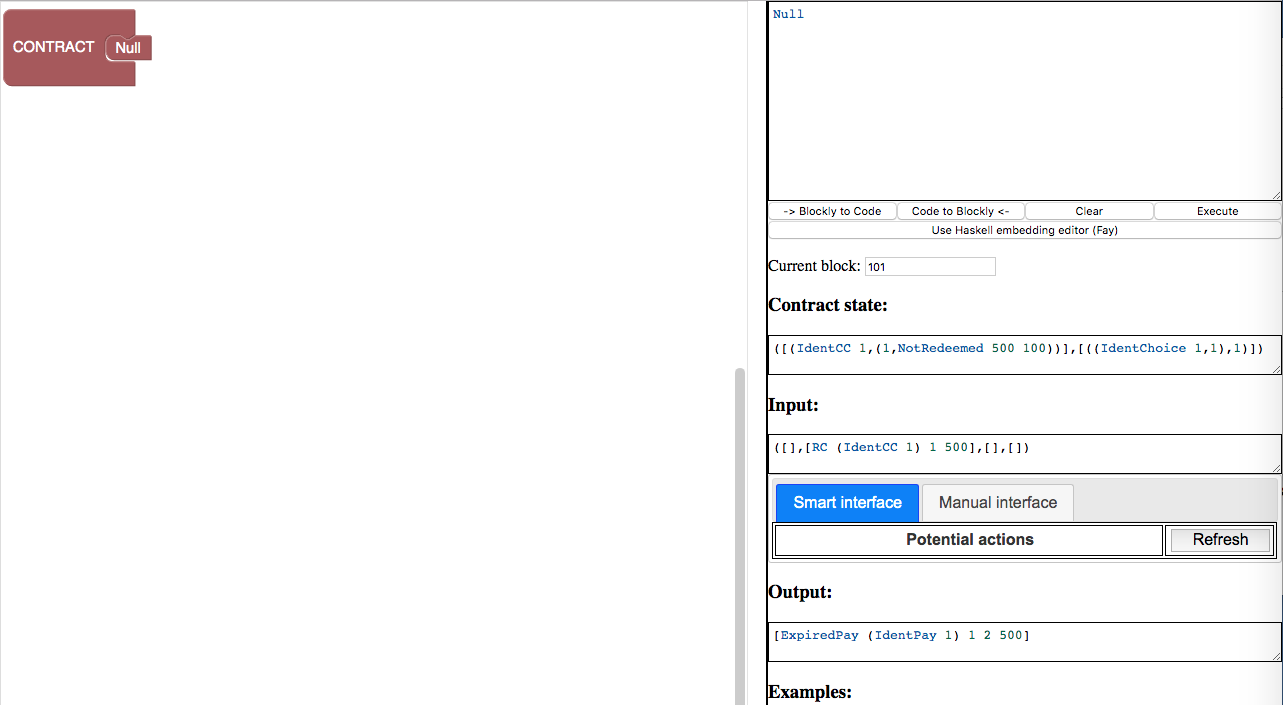 CONTRACT Null
Null
-> Blockly to Code Code to Blockly <- Clear Execute
Use Haskell embedding editor (Fay)
Current block: 101
Contract state:
([(IdentCC 1,(1,NotRedeemed 500 100))],[((IdentChoice 1,1),1)])
Input:
([],[RC (IdentCC 1) 1 500],[],[])
Smart interface Manual interface
Potential actions Refresh
Output:
[ExpiredPay (IdentPay 1) 1 2 500]
Examples: